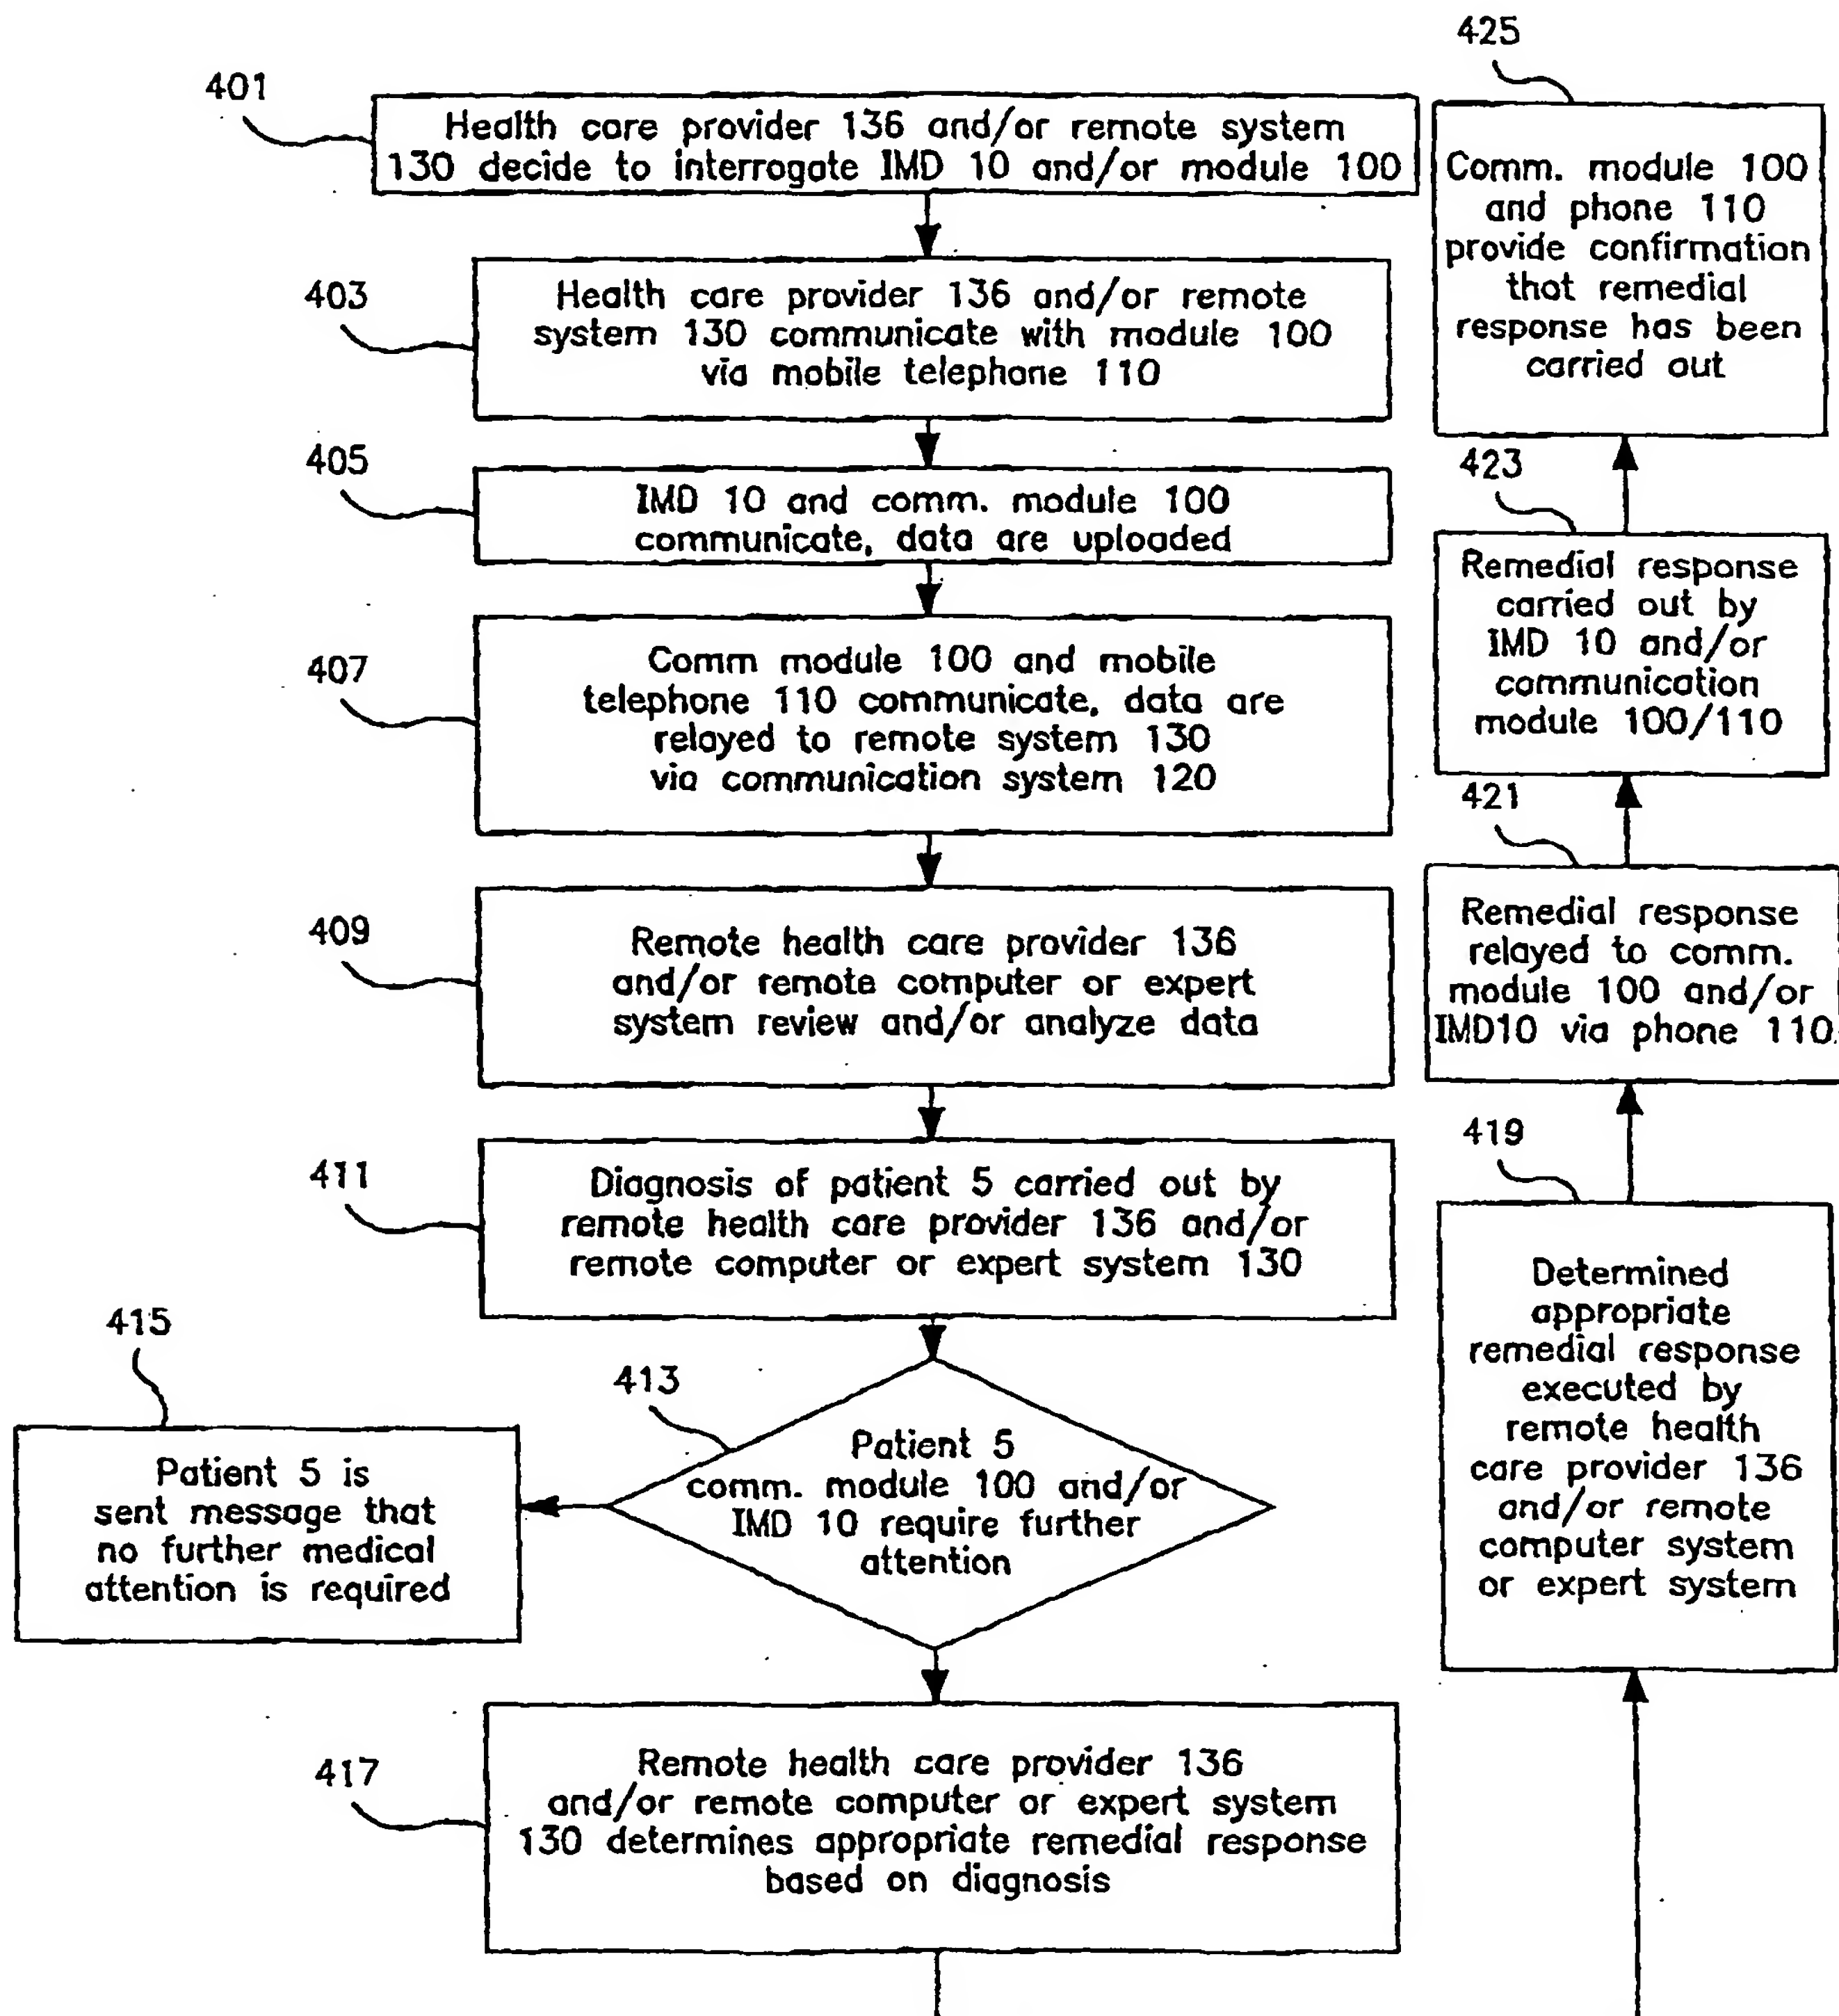 401
Health care provider 136 and/or remote system
130 decide to interrogate IMD 10 and/or module 100
403
Health care provider 136 and/or remote
system 130 communicate with module 100
via mobile telephone 110
405
IMD 10 and comm. module 100
communicate, data are uploaded
407
Comm module 100 and mobile
telephone 110 communicate, data are
relayed to remote system 130
via communication system 120
409
Remote health care provider 136
and/or remote computer or expert
system review and/or analyze data
411
Diagnosis of patient 5 carried out by
remote health care provider 136 and/or
remote computer or expert system 130
413
Patient 5
comm. module 100 and/or
IMD 10 require further
attention
415
Patient 5 is
sent message that
no further medical
attention is required
417
Remote health care provider 136
and/or remote computer or expert system
130 determines appropriate remedial response
based on diagnosis
419
Determined
appropriate
remedial response
executed by
remote health
care provider 136
and/or remote
computer system
or expert system
421
Remedial response
relayed to comm.
module 100 and/or
IMD10 via phone 110.
423
Remedial response
carried out by
IMD 10 and/or
communication
module 100/110
425
Comm. module 100
and phone 110
provide confirmation
that remedial
response has been
carried out